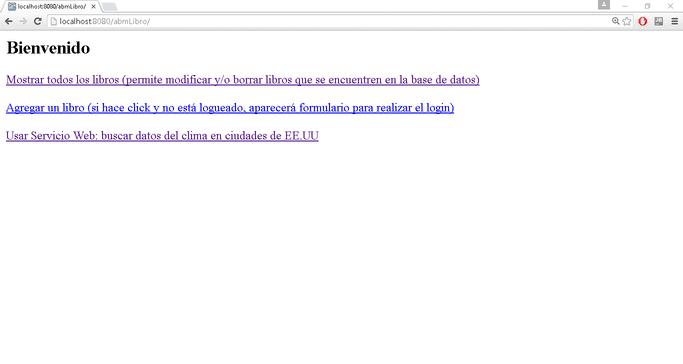 localhost:8080/abmLibro/
localhost:8080/abmLibro/
Bienvenido
Mostrar todos los libros (permite modificar y/o borrar libros que se encuentren en la base de datos)
Agregar un libro (si hace click y no está logueado, aparecerá formulario para realizar el login)
Usar Servicio Web: buscar datos del clima en ciudades de EE.UU